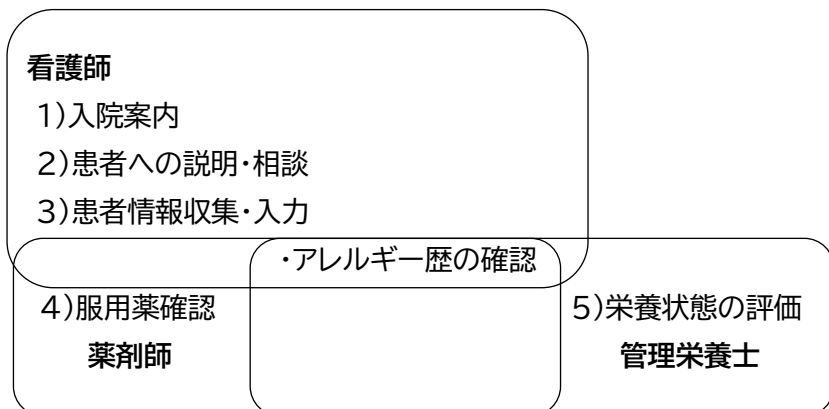 看護師
1)入院案内
2)患者への説明・相談
3)患者情報収集・入力
・アレルギー歴の確認
4)服用薬確認
5)栄養状態の評価
薬剤師
管理栄養士